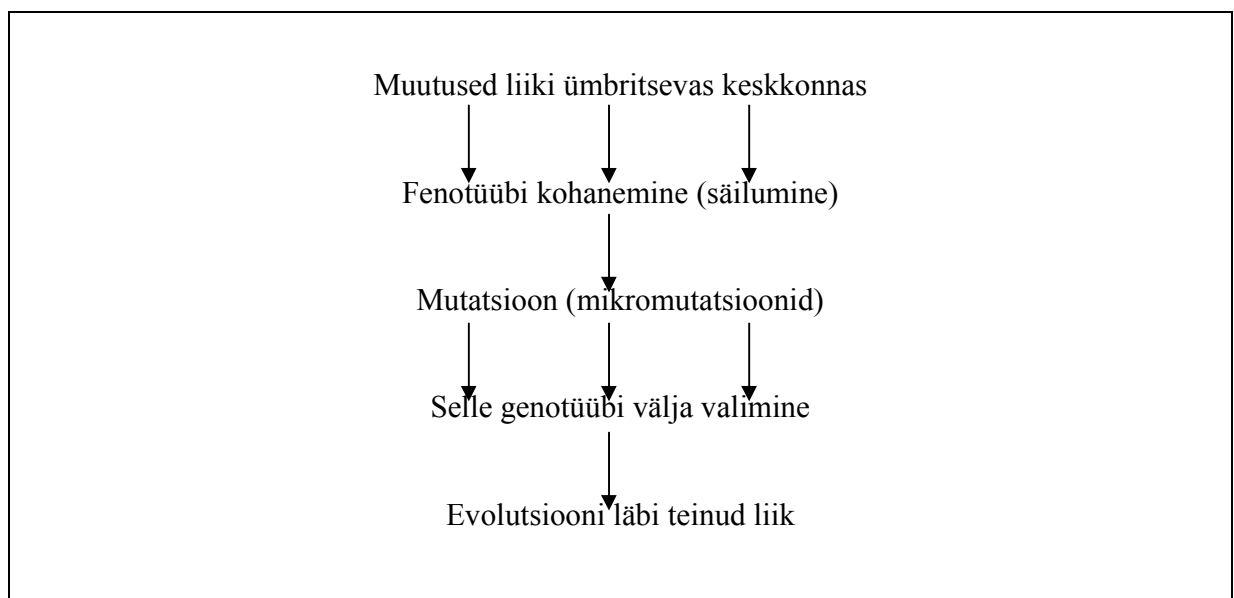 Muutused liiki ümbritsevas keskkonnas
Fenotüübi kohanemine (säilumine)
Mutatsioon (mikromutatsioonid)
Selle genotüübi välja valimine
Evolutsiooni läbi teinud liik